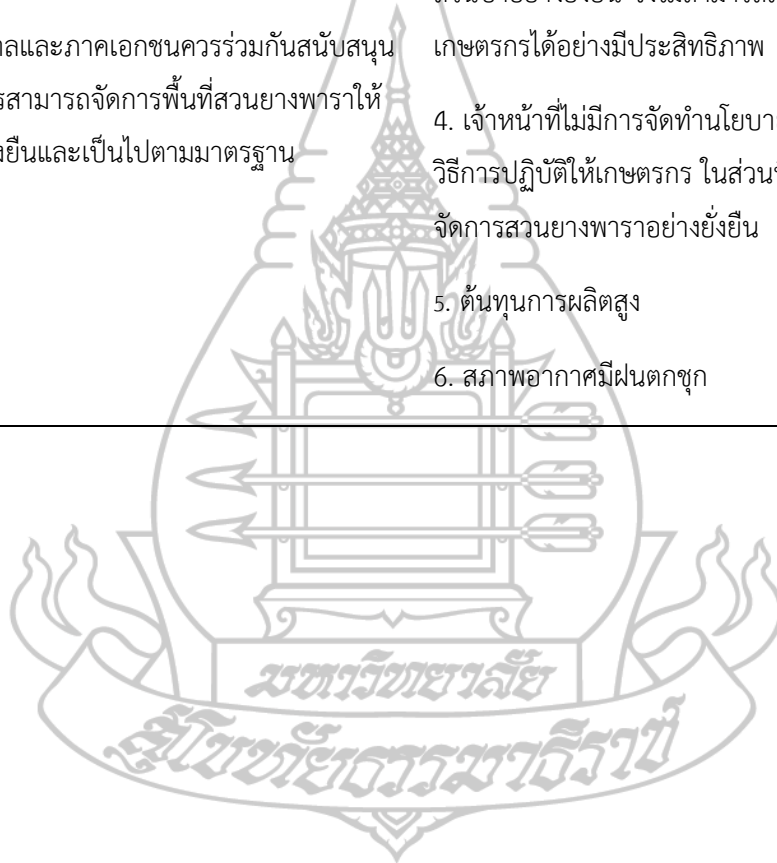 ลและภาคเอกชนควรร่วมกันสนับสนุน
รสามารถจัดการพื้นที่สวนยางพาราให้
งยืนและเป็นไปตามมาตรฐาน
เกษตรกรได้อย่างมีประสิทธิภาพ
4. เจ้าหน้าที่ไม่มีการจัดทำนโยบา
วิธีการปฏิบัติให้เกษตรกร ในส่วน
จัดการสวนยางพาราอย่างยั่งยืน
5. ต้นทุนการผลิตสูง
6. สภาพอากาศมีฝนตกชุก
มหาวิทยาลัย
สุโขทัยธรรมาธิราช